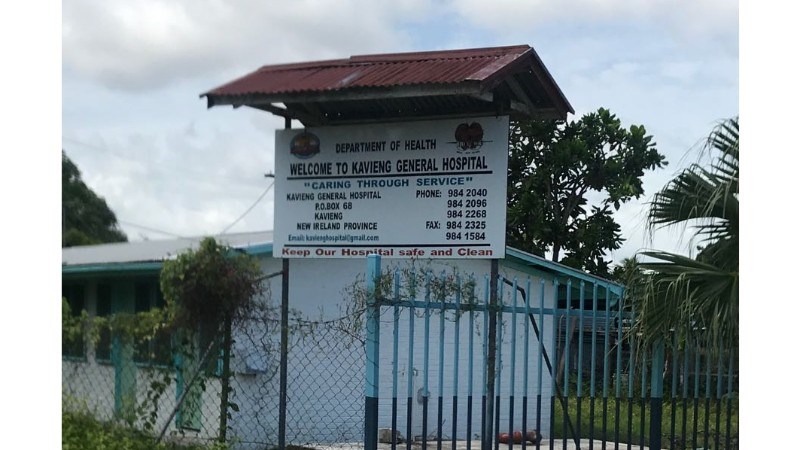 DEPARTMENT OF HEALTH
WELCOME TO KAVIENG GENERAL HOSPITAL
"CARING THROUGH SERVICE"
KAVIENG GENERAL HOSPITAL PHONE: 984 2040
P.O.BOX 68 984 2096
KAVIENG 984 2268
NEW IRELAND PROVINCE FAX: 984 2325
Email: kavienghospital@gmail.com 984 1584
Keep Our Hospital safe and Clean